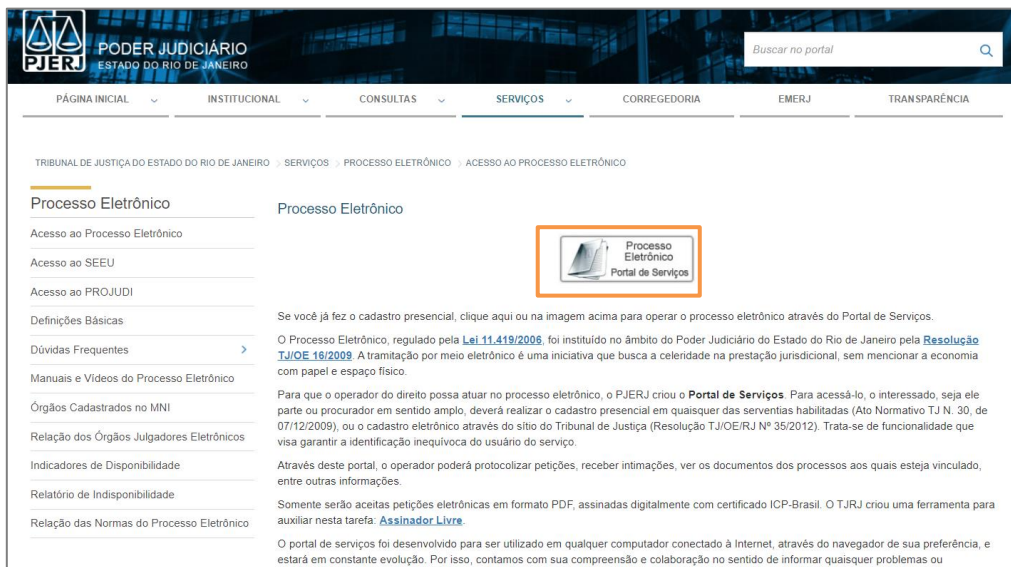 PJERJ
PODER JUDICIÁRIO
ESTADO DO RIO DE JANEIRO
Buscar no portal
PÁGINA INICIAL
INSTITUCIONAL
CONSULTAS
SERVIÇOS
CORREGEDORIA
EMERJ
TRANSPARÊNCIA
TRIBUNAL DE JUSTIÇA DO ESTADO DO RIO DE JANEIRO > SERVIÇOS > PROCESSO ELETRÔNICO > ACESSO AO PROCESSO ELETRÔNICO
Processo Eletrônico
Acesso ao Processo Eletrônico
Acesso ao SEEU
Acesso ao PROJUDI
Definições Básicas
Dúvidas Frequentes >
Manuais e Vídeos do Processo Eletrônico
Órgãos Cadastrados no MNI
Relação dos Órgãos Julgadores Eletrônicos
Indicadores de Disponibilidade
Relatório de Indisponibilidade
Relação das Normas do Processo Eletrônico
Processo Eletrônico
Processo
Eletrônico
Portal de Serviços
Se você já fez o cadastro presencial, clique aqui ou na imagem acima para operar o processo eletrônico através do Portal de Serviços.
O Processo Eletrônico, regulado pela Lei 11.419/2006, foi instituído no âmbito do Poder Judiciário do Estado do Rio de Janeiro pela Resolução
TJ/OE 16/2009. A tramitação por meio eletrônico é uma iniciativa que busca a celeridade na prestação jurisdicional, sem mencionar a economia
com papel e espaço físico.
Para que o operador do direito possa atuar no processo eletrônico, o PJERJ criou o Portal de Serviços. Para acessá-lo, o interessado, seja ele
parte ou procurador em sentido amplo, deverá realizar o cadastro presencial em quaisquer das serventias habilitadas (Ato Normativo TJ N. 30, de
07/12/2009), ou o cadastro eletrônico através do sítio do Tribunal de Justiça (Resolução TJ/OE/RJ Nº 35/2012). Trata-se de funcionalidade que
visa garantir a identificação inequívoca do usuário do serviço.
Através deste portal, o operador poderá protocolizar petições, receber intimações, ver os documentos dos processos aos quais esteja vinculado,
entre outras informações.
Somente serão aceitas petições eletrônicas em formato PDF, assinadas digitalmente com certificado ICP-Brasil. O TJRJ criou uma ferramenta para
auxiliar nesta tarefa: Assinador Livre.
O portal de serviços foi desenvolvido para ser utilizado em qualquer computador conectado à Internet, através do navegador de sua preferência, e
estará em constante evolução. Por isso, contamos com sua compreensão e colaboração no sentido de informar quaisquer problemas ou